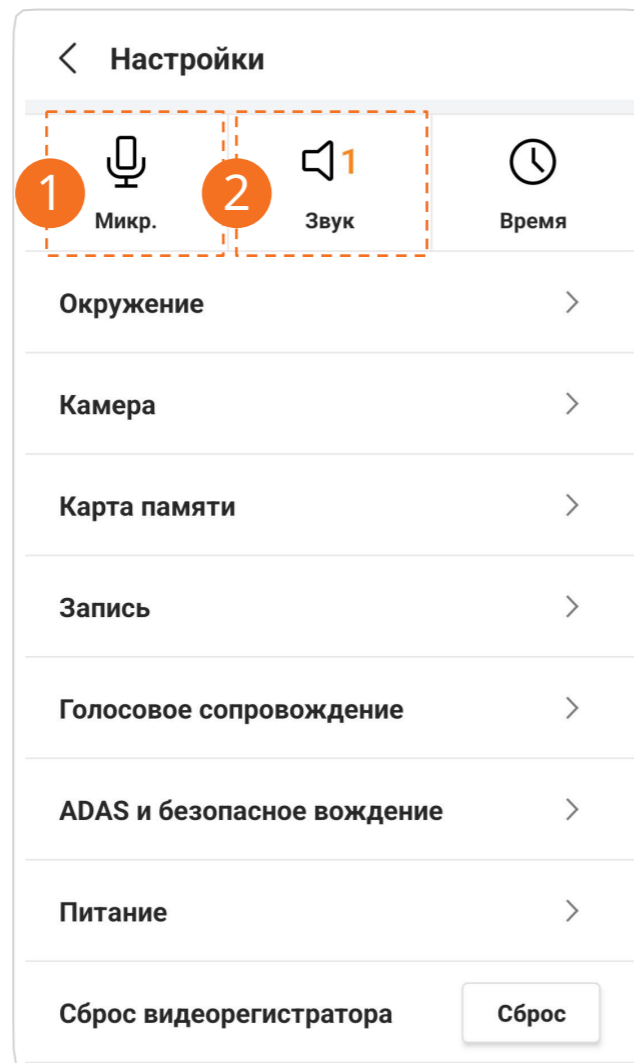 Настройки
1
2
1
Микр.
Звук
Время
Окружение
Камера
Карта памяти
Запись
Голосовое сопровождение
ADAS и безопасное вождение
Питание
Сброс видеорегистратора
Сброс